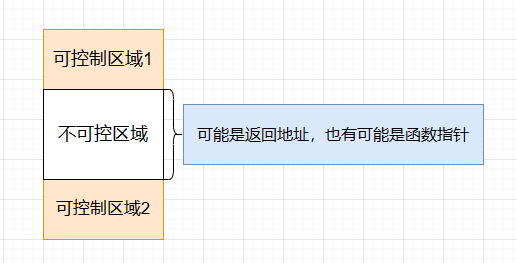 可控制区域1
不可控区域
可能是返回地址，也有可能是函数指针
可控制区域2